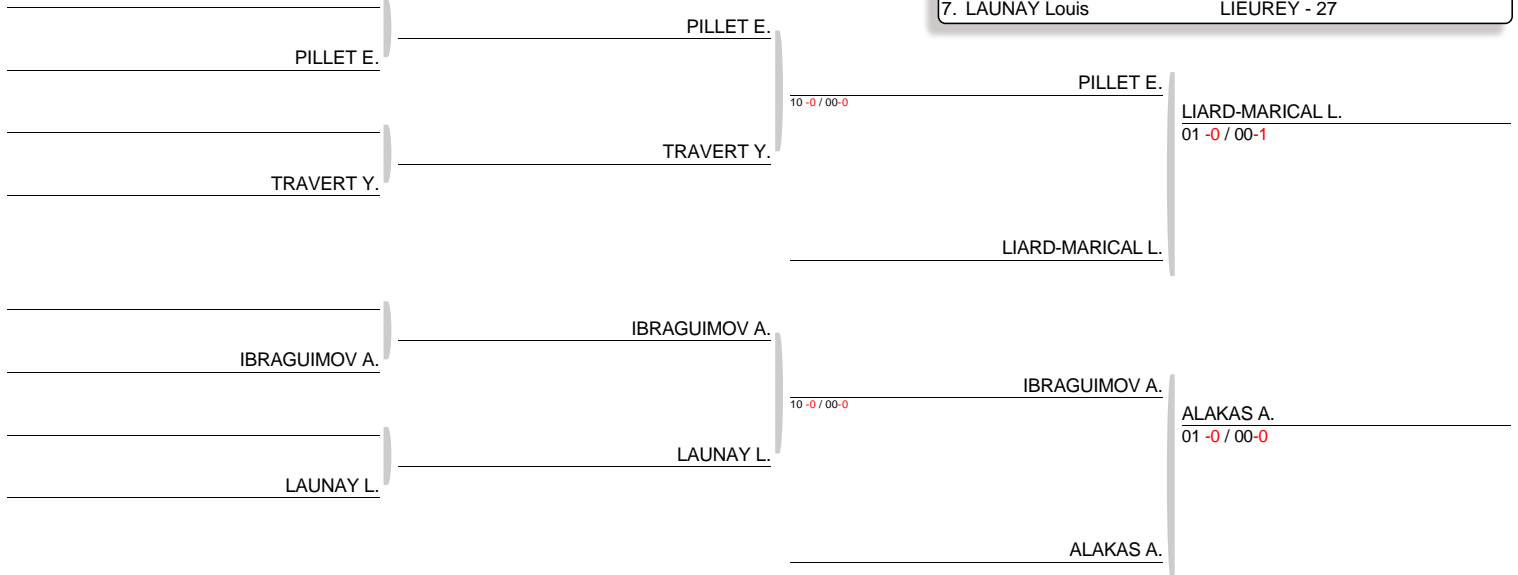 7. LAUNAY Louis LIEUREY - 27
PILLET E.
PILLET E.
PILLET E.
10 -0 / 00-0
LIARD-MARICAL L.
01 -0 / 00-1
TRAVERT Y.
TRAVERT Y.
LIARD-MARICAL L.
IBRAGUIMOV A.
IBRAGUIMOV A.
IBRAGUIMOV A.
10 -0 / 00-0
ALAKAS A.
01 -0 / 00-0
LAUNAY L.
LAUNAY L.
ALAKAS A.